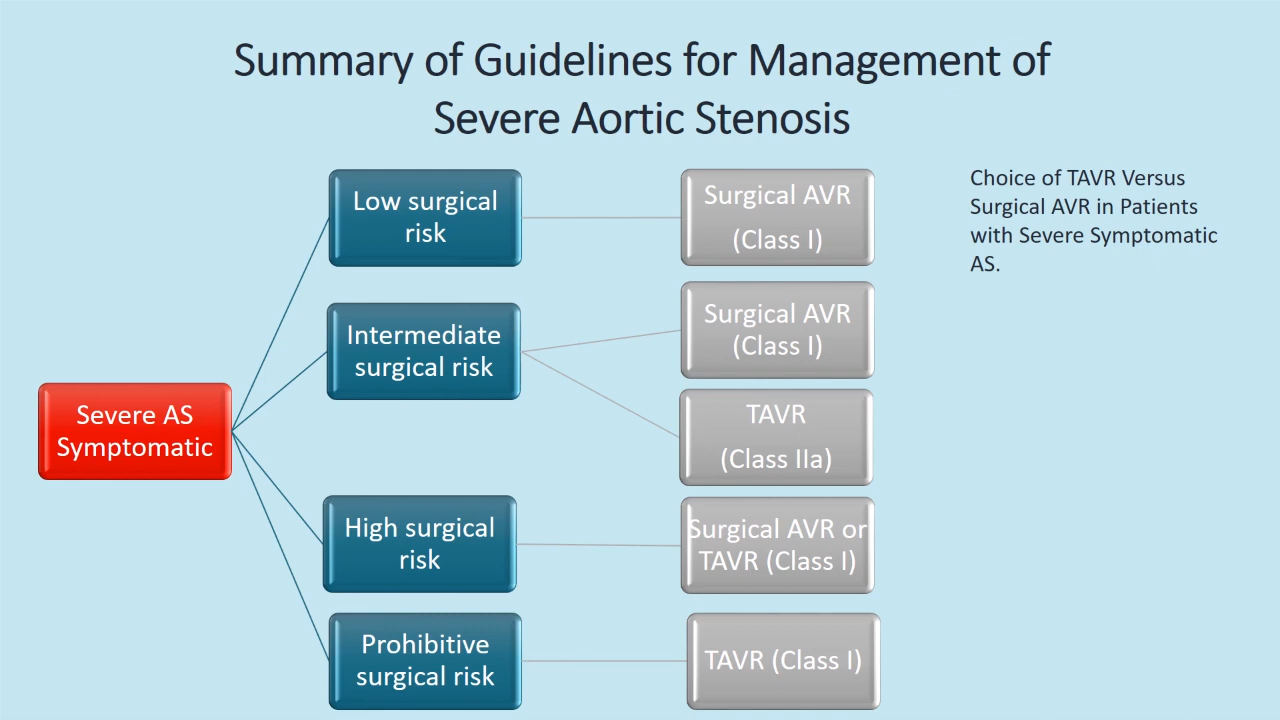 Summary of Guidelines for Management of
Severe Aortic Stenosis
Severe AS
Symptomatic
Low surgical
risk
Surgical AVR
(Class I)
Intermediate
surgical risk
Surgical AVR
(Class I)
TAVR
(Class IIa)
High surgical
risk
Surgical AVR or
TAVR (Class I)
Prohibitive
surgical risk
TAVR (Class I)
Choice of TAVR Versus
Surgical AVR in Patients
with Severe Symptomatic
AS.